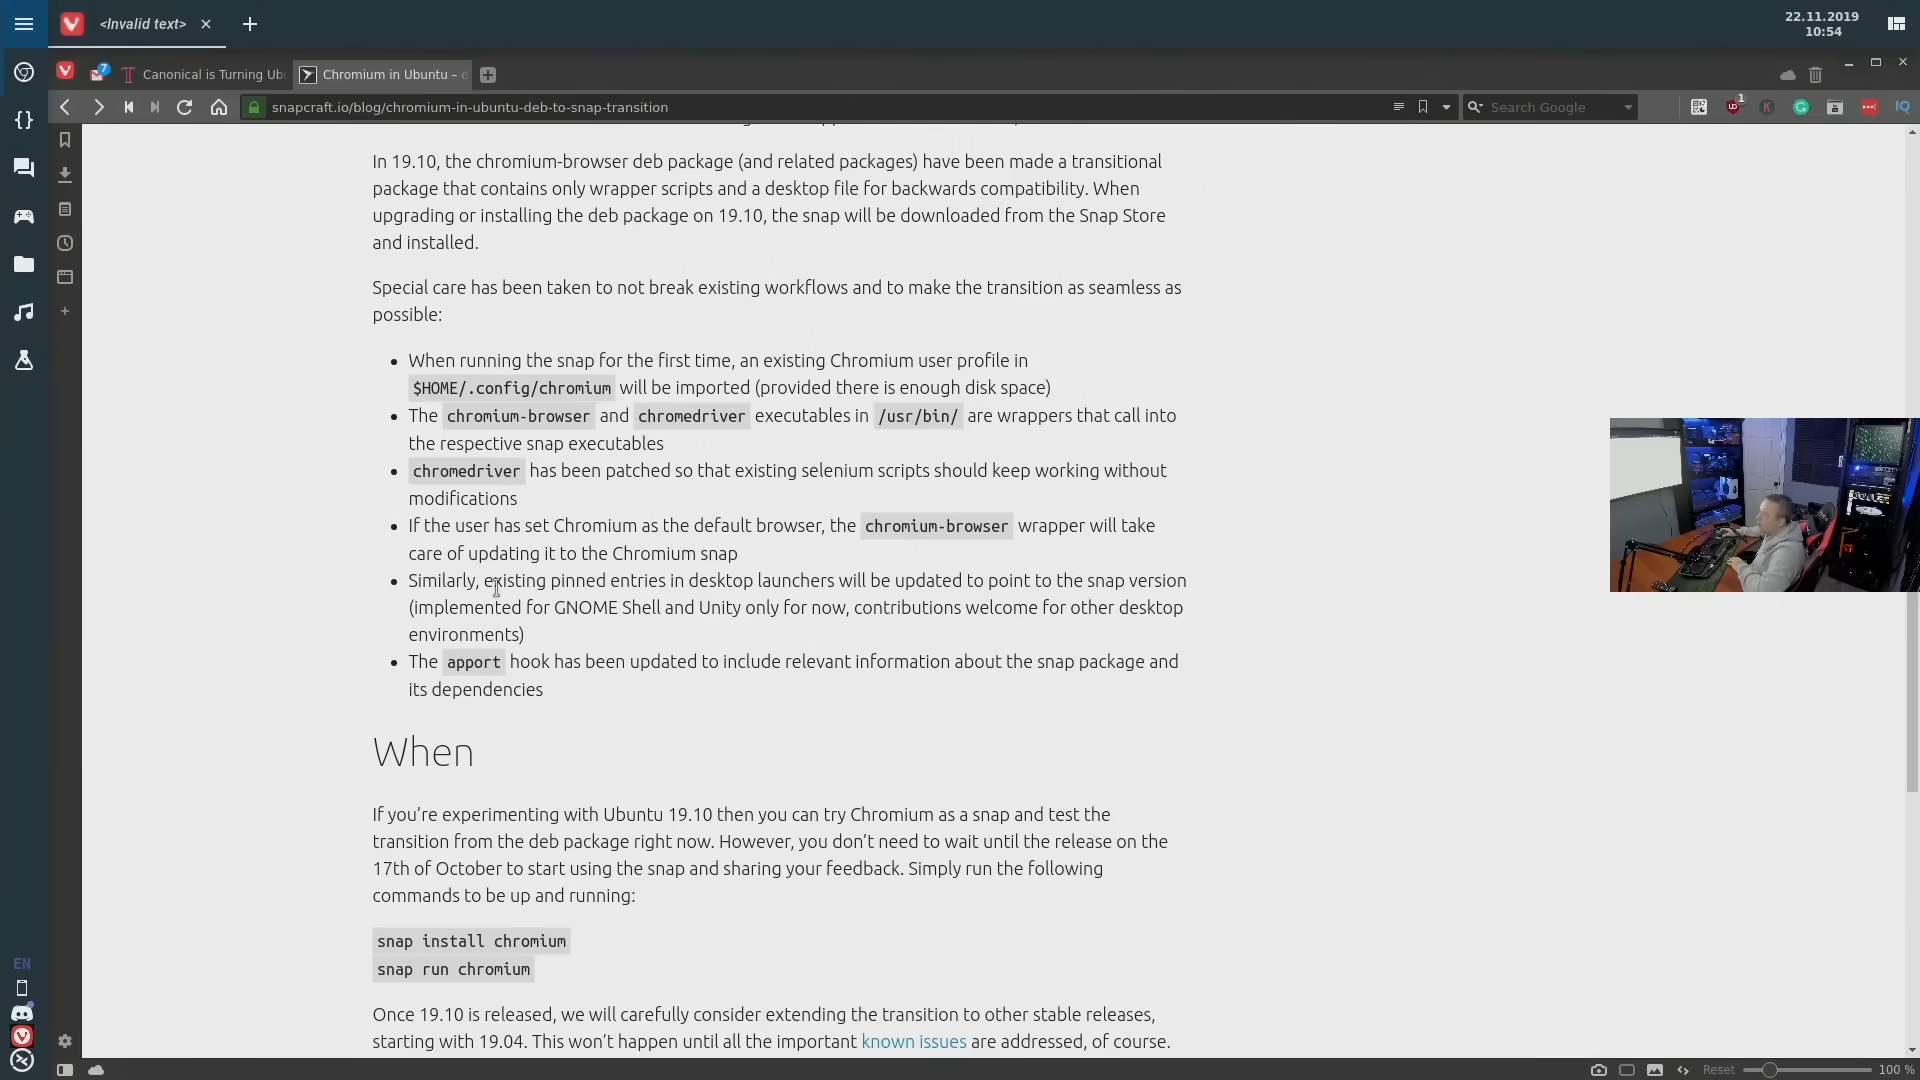 <Invalid text>
22.11.2019
10:54
7
Canonical is Turning Ubu
Chromium in Ubuntu –
snapcraft.io/blog/chromium-in-ubuntu-deb-to-snap-transition
Search Google
1
In 19.10, the chromium-browser deb package (and related packages) have been made a transitional
package that contains only wrapper scripts and a desktop file for backwards compatibility. When
upgrading or installing the deb package on 19.10, the snap will be downloaded from the Snap Store
and installed.
Special care has been taken to not break existing workflows and to make the transition as seamless as
possible:
• When running the snap for the first time, an existing Chromium user profile in
$HOME/.config/chromium will be imported (provided there is enough disk space)
• The chromium-browser and chromedriver executables in /usr/bin/ are wrappers that call into
the respective snap executables
• chromedriver has been patched so that existing selenium scripts should keep working without
modifications
• If the user has set Chromium as the default browser, the chromium-browser wrapper will take
care of updating it to the Chromium snap
• Similarly, existing pinned entries in desktop launchers will be updated to point to the snap version
(implemented for GNOME Shell and Unity only for now, contributions welcome for other desktop
environments)
• The apport hook has been updated to include relevant information about the snap package and
its dependencies
When
If you’re experimenting with Ubuntu 19.10 then you can try Chromium as a snap and test the
transition from the deb package right now. However, you don’t need to wait until the release on the
17th of October to start using the snap and sharing your feedback. Simply run the following
commands to be up and running:
snap install chromium
snap run chromium
Once 19.10 is released, we will carefully consider extending the transition to other stable releases,
starting with 19.04. This won’t happen until all the important known issues are addressed, of course.
EN
Reset
100 %